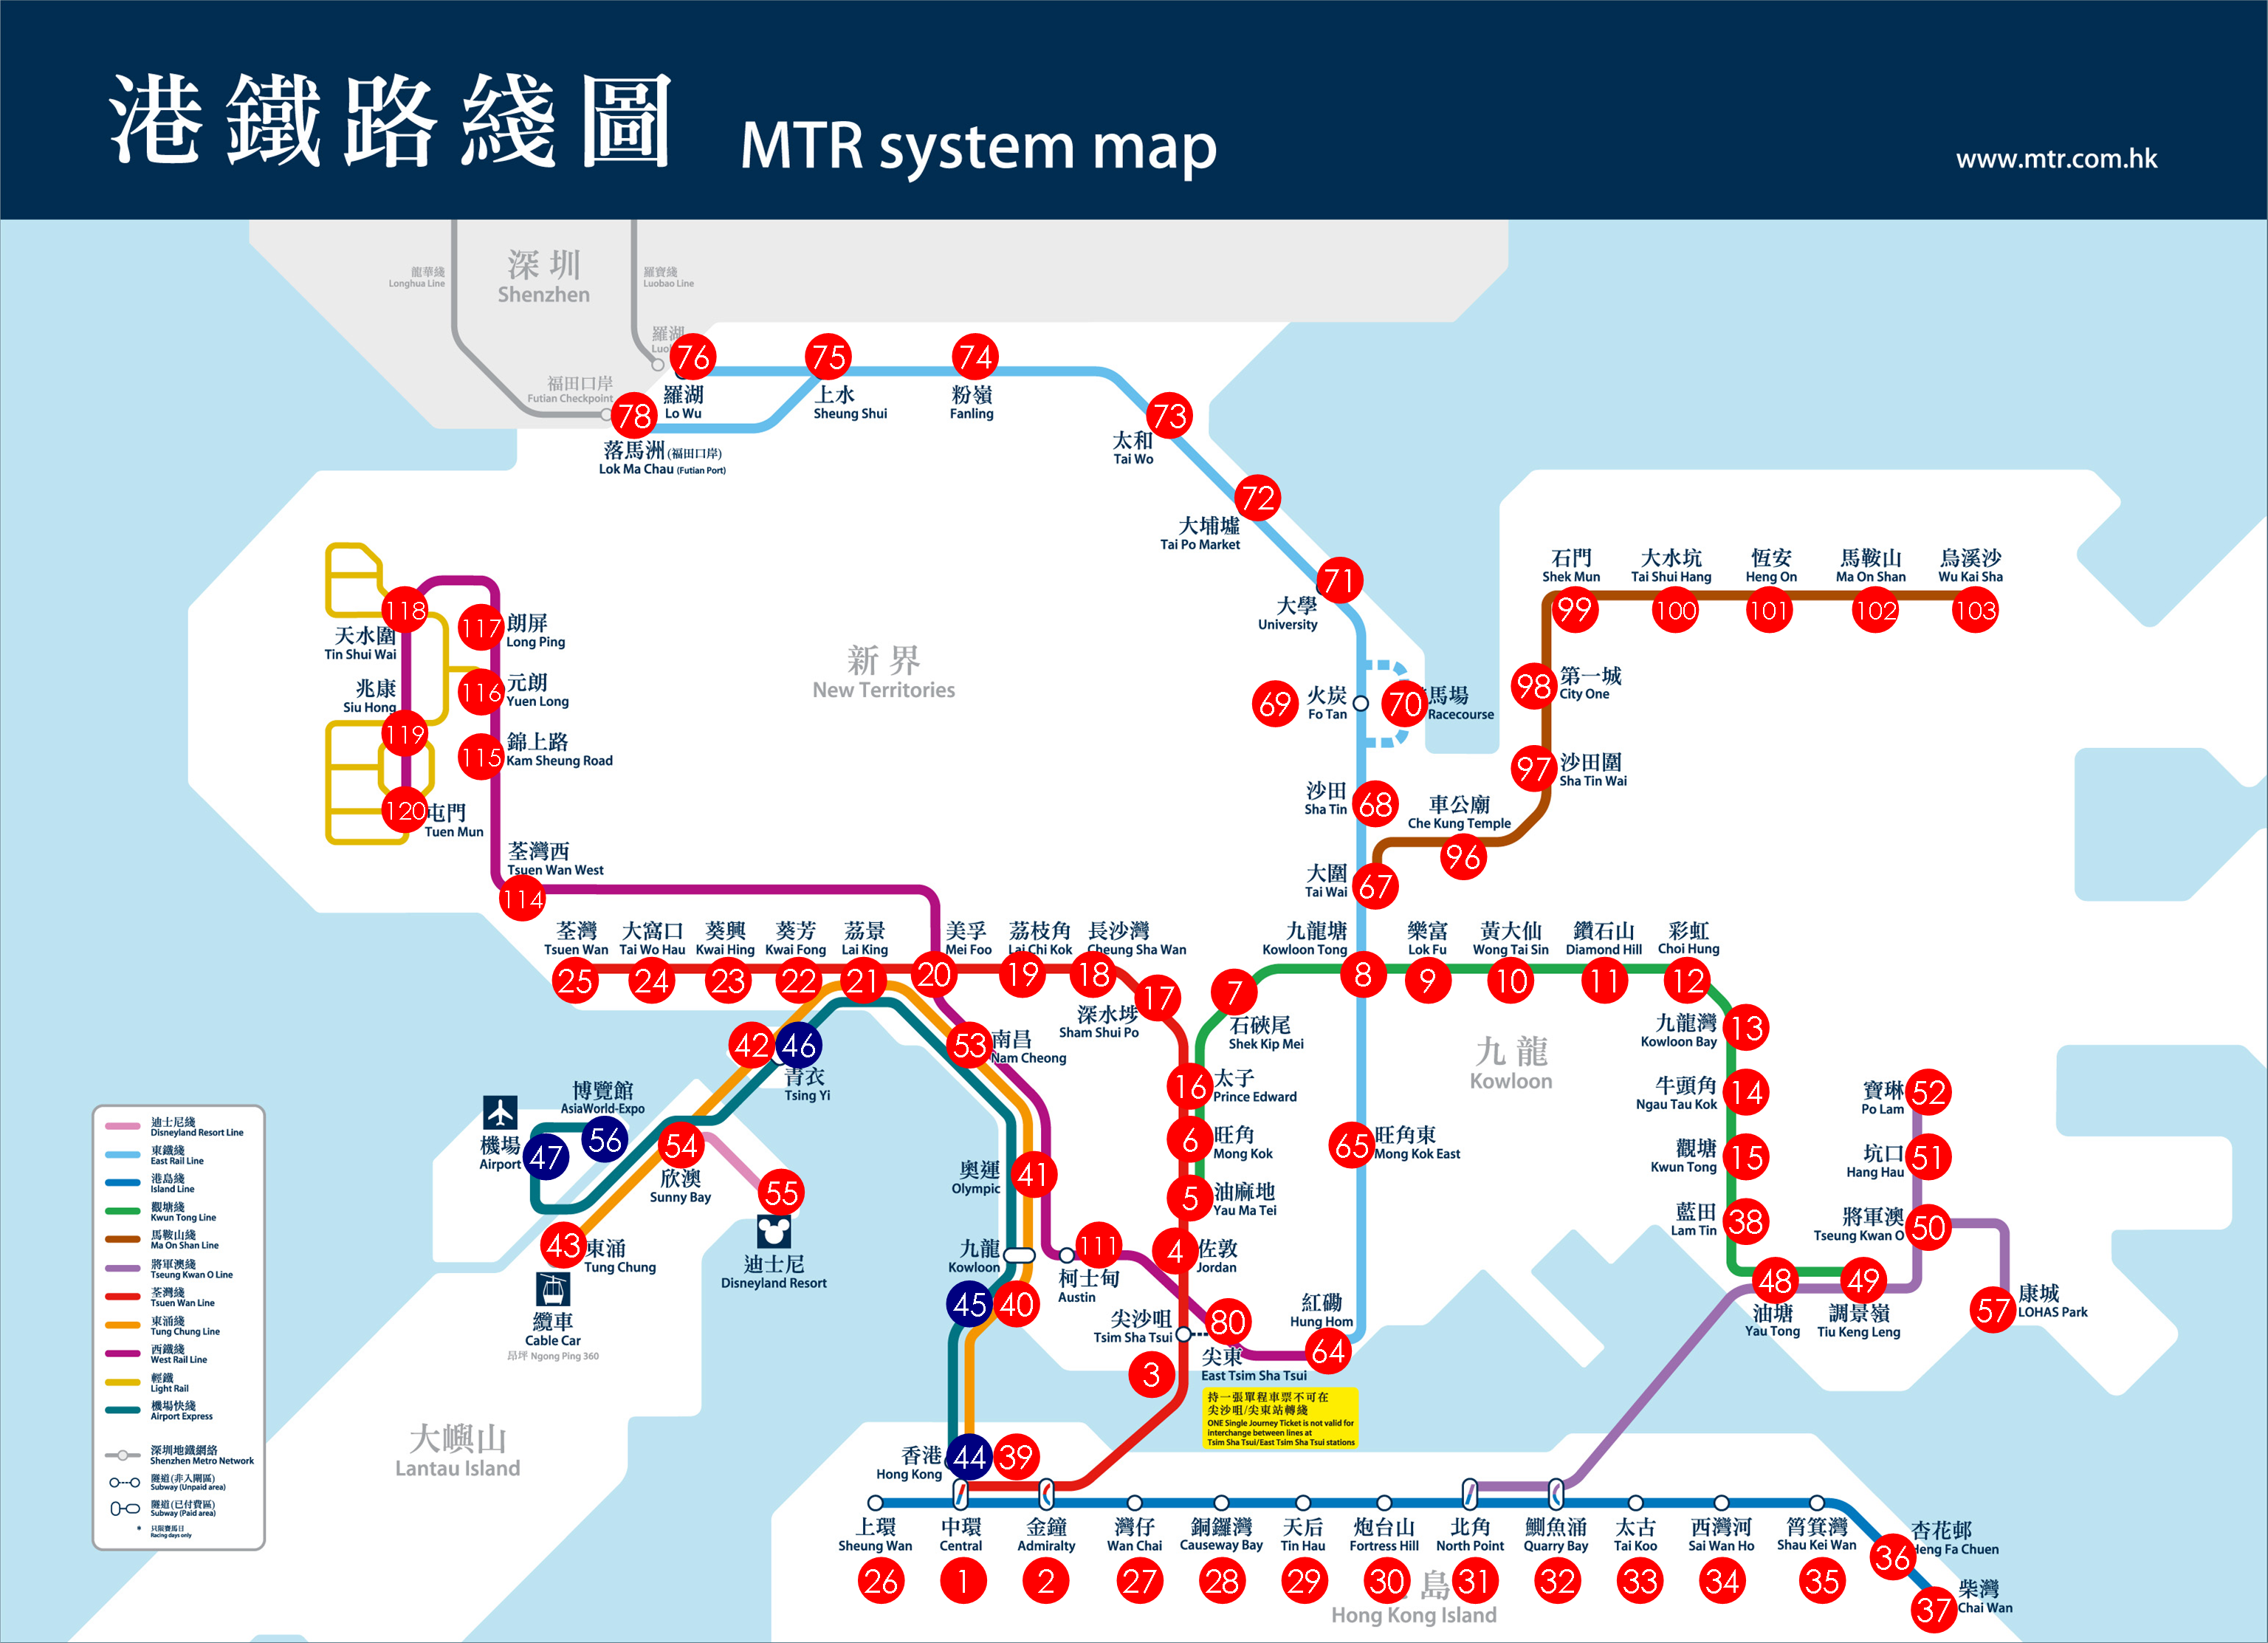 港鐵路綫圖 MTR system map
www.mtr.com.hk
龍華綫
Longhua Line
深圳
Shenzhen
羅寶綫
Luobao Line
羅湖
福田口岸
Futian Checkpoint
76
75
74
羅湖
Lo Wu
上水
Sheung Shui
粉嶺
Fanling
78
落馬洲(福田口岸)
Lok Ma Chau (Futian Port)
73
太和
Tai Wo
72
大埔墟
Tai Po Market
71
大學
University
石門
Shek Mun
大水坑
Tai Shui Hang
恆安
Heng On
馬鞍山
Ma On Shan
烏溪沙
Wu Kai Sha
99
100
101
102
103
118
天水圍
Tin Shui Wai
117
朗屏
Long Ping
116
元朗
Yuen Long
兆康
Siu Hong
119
115
錦上路
Kam Sheung Road
120
屯門
Tuen Mun
新界
New Territories
69
火炭
Fo Tan
70
馬場
Racecourse
98
第一城
City One
97
沙田圍
Sha Tin Wai
沙田
Sha Tin
68
車公廟
Che Kung Temple
96
大圍
Tai Wai
67
荃灣西
Tsuen Wan West
114
荃灣
Tsuen Wan
大窩口
Tai Wo Hau
葵興
Kwai Hing
葵芳
Kwai Fong
荔景
Lai King
美孚
Mei Foo
荔枝角
Lai Chi Kok
長沙灣
Cheung Sha Wan
九龍塘
Kowloon Tong
樂富
Lok Fu
黃大仙
Wong Tai Sin
鑽石山
Diamond Hill
彩虹
Choi Hung
25
24
23
22
21
20
19
18
17
7
8
9
10
11
12
深水埗
Sham Shui Po
石硤尾
Shek Kip Mei
九龍灣
Kowloon Bay
13
42
46
青衣
Tsing Yi
53
南昌
Nam Cheong
九龍
Kowloon
16
太子
Prince Edward
牛頭角
Ngau Tau Kok
14
寶琳
Po Lam
52
博覽館
AsiaWorld-Expo
56
機場
Airport
47
54
欣澳
Sunny Bay
55
迪士尼
Disneyland Resort
6
旺角
Mong Kok
65
旺角東
Mong Kok East
觀塘
Kwun Tong
15
坑口
Hang Hau
51
奧運
Olympic
41
5
油麻地
Yau Ma Tei
藍田
Lam Tin
38
將軍澳
Tseung Kwan O
50
43
東涌
Tung Chung
纜車
Cable Car
昂坪 Ngong Ping 360
九龍
Kowloon
45
40
111
柯士甸
Austin
4
佐敦
Jordan
48
油塘
Yau Tong
49
調景嶺
Tiu Keng Leng
57
康城
LOHAS Park
尖沙咀
Tsim Sha Tsui
80
紅磡
Hung Hom
64
3
尖東
East Tsim Sha Tsui
持一張單程車票不可在
尖沙咀/尖東站轉綫
ONE Single Journey Ticket is not valid for
interchange between lines at
Tsim Sha Tsui/East Tsim Sha Tsui stations
迪士尼綫
Disneyland Resort Line
東鐵綫
East Rail Line
港島綫
Island Line
觀塘綫
Kwun Tong Line
馬鞍山綫
Ma On Shan Line
將軍澳綫
Tseung Kwan O Line
荃灣綫
Tsuen Wan Line
東涌綫
Tung Chung Line
西鐵綫
West Rail Line
輕鐵
Light Rail
機場快綫
Airport Express
深圳地鐵網絡
Shenzhen Metro Network
隧道(非入閘區)
Subway (Unpaid area)
隧道(已付費區)
Subway (Paid area)
* 只限賽馬日
Racing days only
大嶼山
Lantau Island
香港
Hong Kong
44
39
上環
Sheung Wan
中環
Central
金鐘
Admiralty
灣仔
Wan Chai
銅鑼灣
Causeway Bay
天后
Tin Hau
炮台山
Fortress Hill
北角
North Point
鰂魚涌
Quarry Bay
太古
Tai Koo
西灣河
Sai Wan Ho
筲箕灣
Shau Kei Wan
26
1
2
27
28
29
30
31
32
33
34
35
36
杏花邨
Heng Fa Chuen
37
柴灣
Chai Wan
島
Hong Kong Island